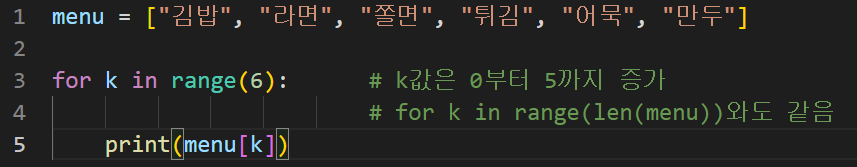 1 menu = ["김밥", "라면", "쫄면", "튀김", "어묵", "만두"]
2
3 for k in range(6):        # k값은 0부터 5까지 증가
4                           # for k in range(len(menu))와도 같음
5     print(menu[k])